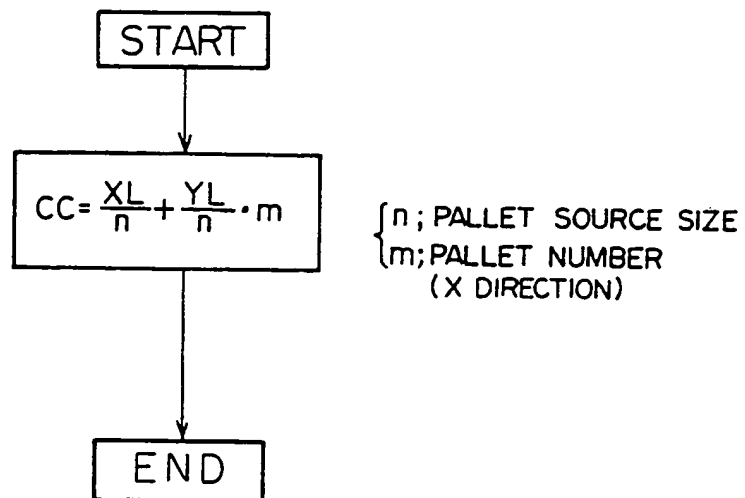 START
CC= XL/n + YL/n · m
{ n; PALLET SOURCE SIZE
m; PALLET NUMBER
(X DIRECTION)
END